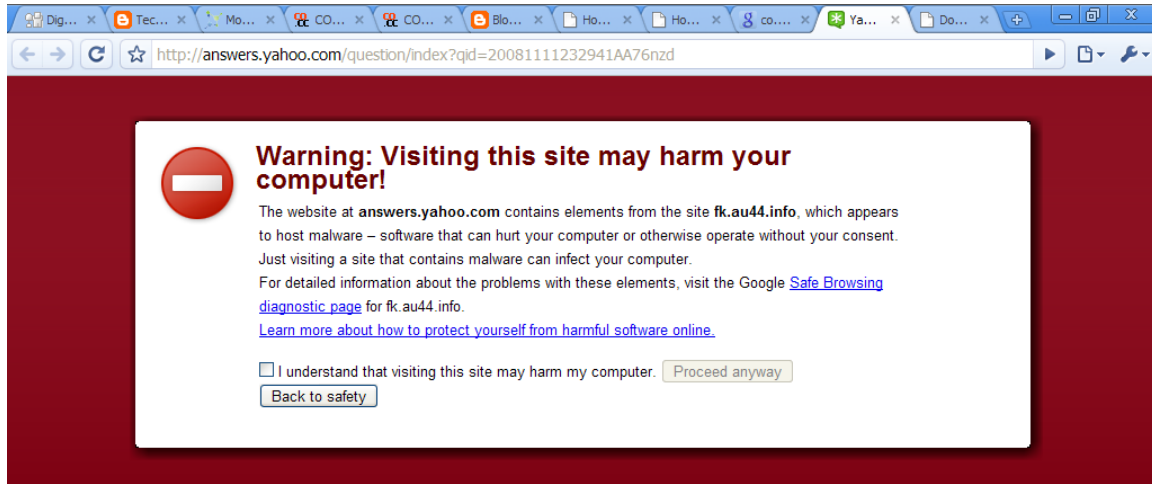 Dig...
Tec...
Mo...
CO...
CO...
Blo...
Ho...
Ho...
co....
Ya...
Do...
http://answers.yahoo.com/question/index?qid=20081111232941AA76nzd
Warning: Visiting this site may harm your
computer!
The website at answers.yahoo.com contains elements from the site fk.au44.info, which appears
to host malware – software that can hurt your computer or otherwise operate without your consent.
Just visiting a site that contains malware can infect your computer.
For detailed information about the problems with these elements, visit the Google Safe Browsing
diagnostic page for fk.au44.info.
Learn more about how to protect yourself from harmful software online.
I understand that visiting this site may harm my computer. Proceed anyway
Back to safety